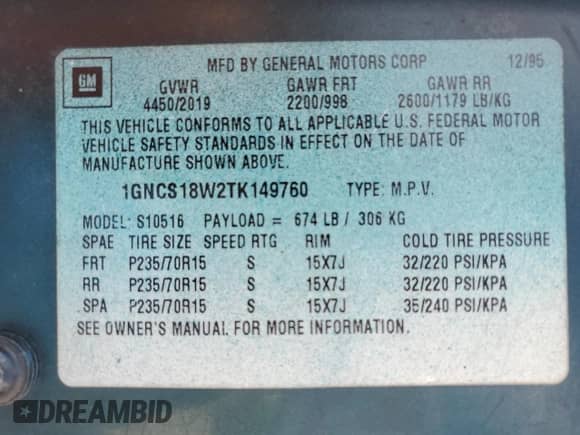 MFD BY GENERAL MOTORS CORP 12/95
GM
GVWR GAWR FRT GAWR RR
4450/2019 2200/998 2600/1179 LB/KG
THIS VEHICLE CONFORMS TO ALL APPLICABLE U.S. FEDERAL MOTOR
VEHICLE SAFETY STANDARDS IN EFFECT ON THE DATE OF
MANUFACTURE SHOWN ABOVE.
1GNCS18W2TK149760 TYPE: M.P.V.
MODEL: S10516 PAYLOAD = 674 LB / 306 KG
SPAE TIRE SIZE SPEED RTG RIM COLD TIRE PRESSURE
FRT P235/70R15 S 15X7J 32/220 PSI/KPA
RR P235/70R15 S 15X7J 32/220 PSI/KPA
SPA P235/70R15 S 15X7J 35/240 PSI/KPA
SEE OWNER'S MANUAL FOR MORE INFORMATION.
DREAMBID